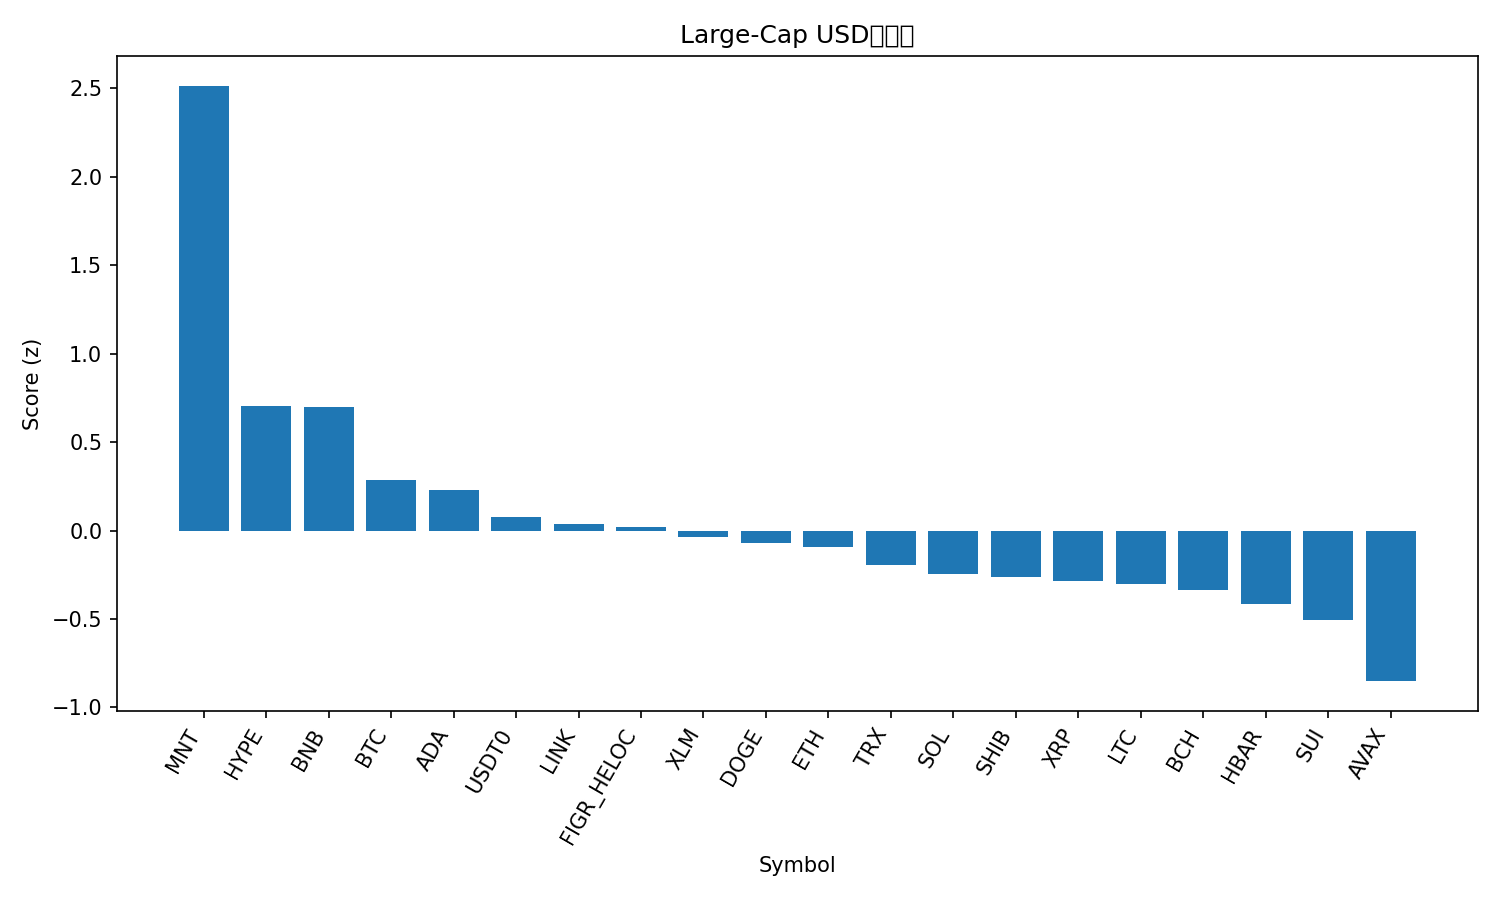 Large-Cap USD
Score (z)
2.5
2.0
1.5
1.0
0.5
0.0
−0.5
−1.0
MNT
HYPE
BNB
BTC
ADA
USDT0
LINK
FIGR_HELOC
XLM
DOGE
ETH
TRX
SOL
SHIB
XRP
LTC
BCH
HBAR
SUI
AVAX
Symbol